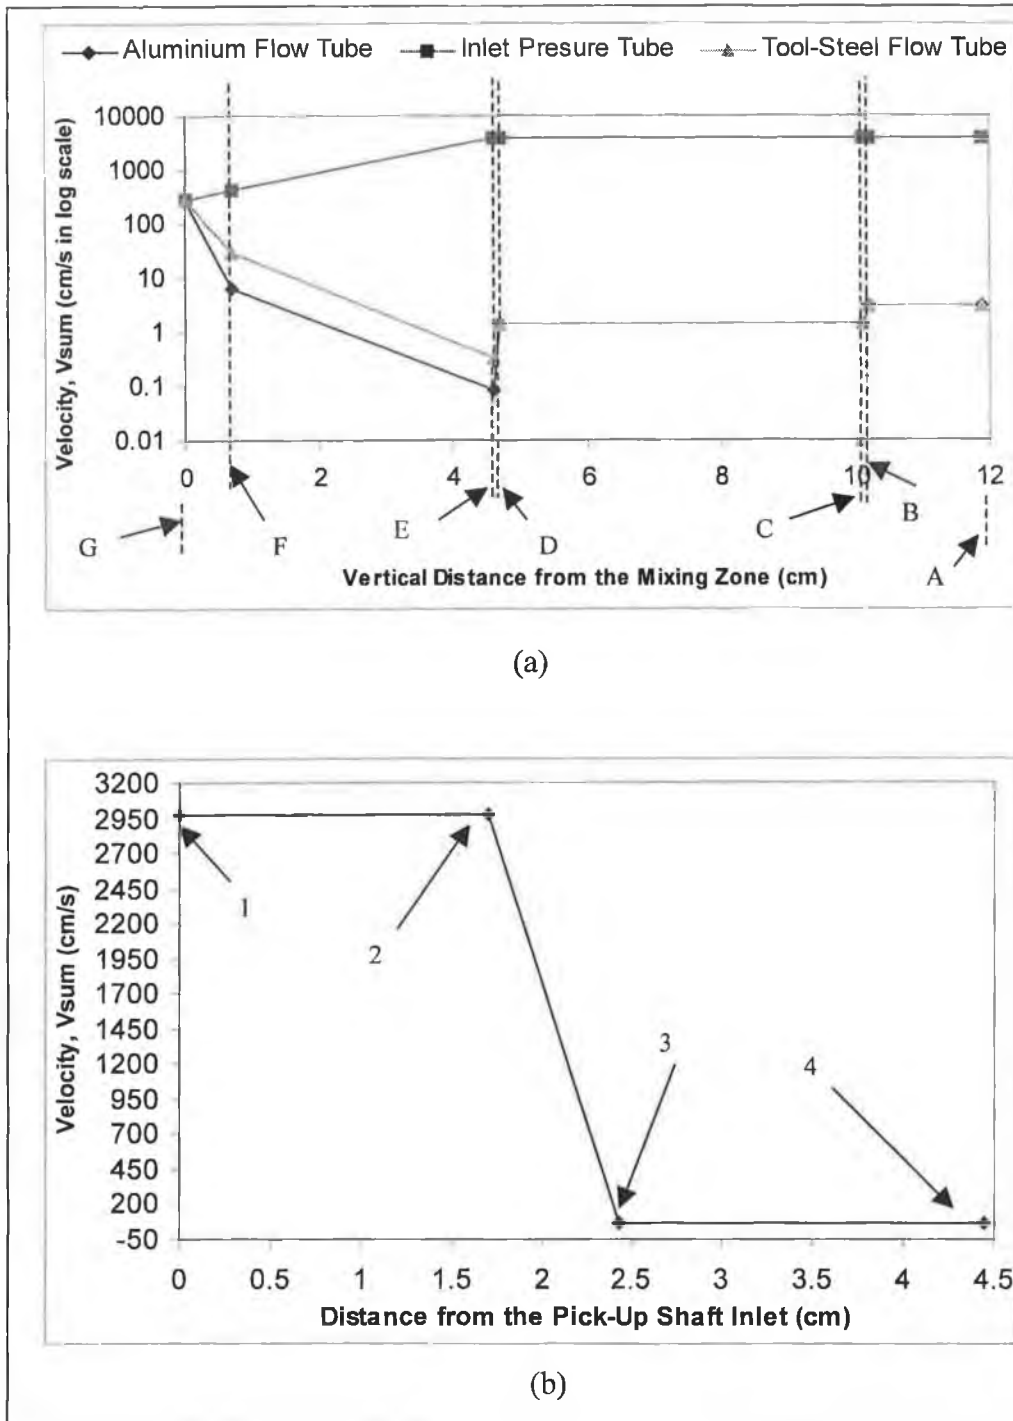 Aluminium Flow Tube Inlet Presure Tube Tool-Steel Flow Tube
Velocity, Vsum (cm/s in log scale)
10000
1000
100
10
1
0.1
0.01
0 2 4 6 8 10 12
G F E D C B A
Vertical Distance from the Mixing Zone (cm)
(a)
Velocity, Vsum (cm/s)
3200
2950
2700
2450
2200
1950
1700
1450
1200
950
700
450
200
-50
1
2
3
4
0 0.5 1 1.5 2 2.5 3 3.5 4 4.5
Distance from the Pick-Up Shaft Inlet (cm)
(b)